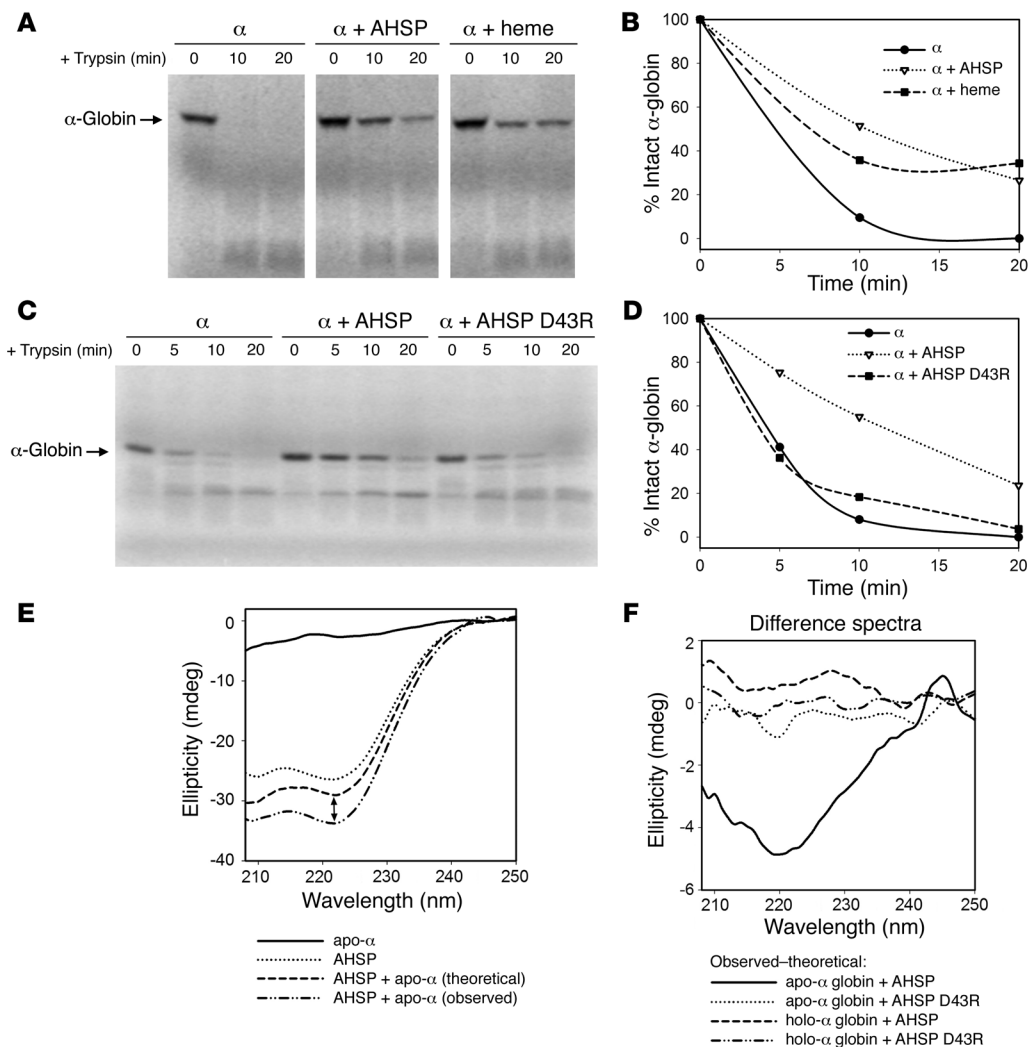 A
α
α + AHSP
α + heme
+ Trypsin (min)
0 10 20
0 10 20
0 10 20
α-Globin
B
100
80
60
40
20
0
% Intact α-globin
α
α + AHSP
α + heme
0 5 10 15 20
Time (min)
C
α
α + AHSP
α + AHSP D43R
+ Trypsin (min)
0 5 10 20
0 5 10 20
0 5 10 20
α-Globin
D
100
80
60
40
20
0
% Intact α-globin
α
α + AHSP
α + AHSP D43R
0 5 10 15 20
Time (min)
E
0
-10
-20
-30
-40
Ellipticity (mdeg)
210 220 230 240 250
Wavelength (nm)
apo-α
AHSP
AHSP + apo-α (theoretical)
AHSP + apo-α (observed)
F
Difference spectra
2
0
-2
-4
-6
Ellipticity (mdeg)
210 220 230 240 250
Wavelength (nm)
Observed–theoretical:
apo-α globin + AHSP
apo-α globin + AHSP D43R
holo-α globin + AHSP
holo-α globin + AHSP D43R